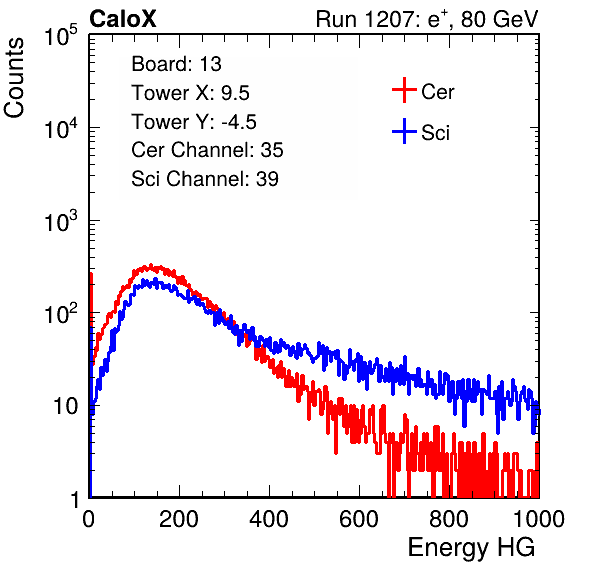 CaloX Run 1207: e⁺, 80 GeV
Counts
Board: 13
Tower X: 9.5
Tower Y: -4.5
Cer Channel: 35
Sci Channel: 39
Cer
Sci
10⁵
10⁴
10³
10²
10
1
0 200 400 600 800 1000
Energy HG